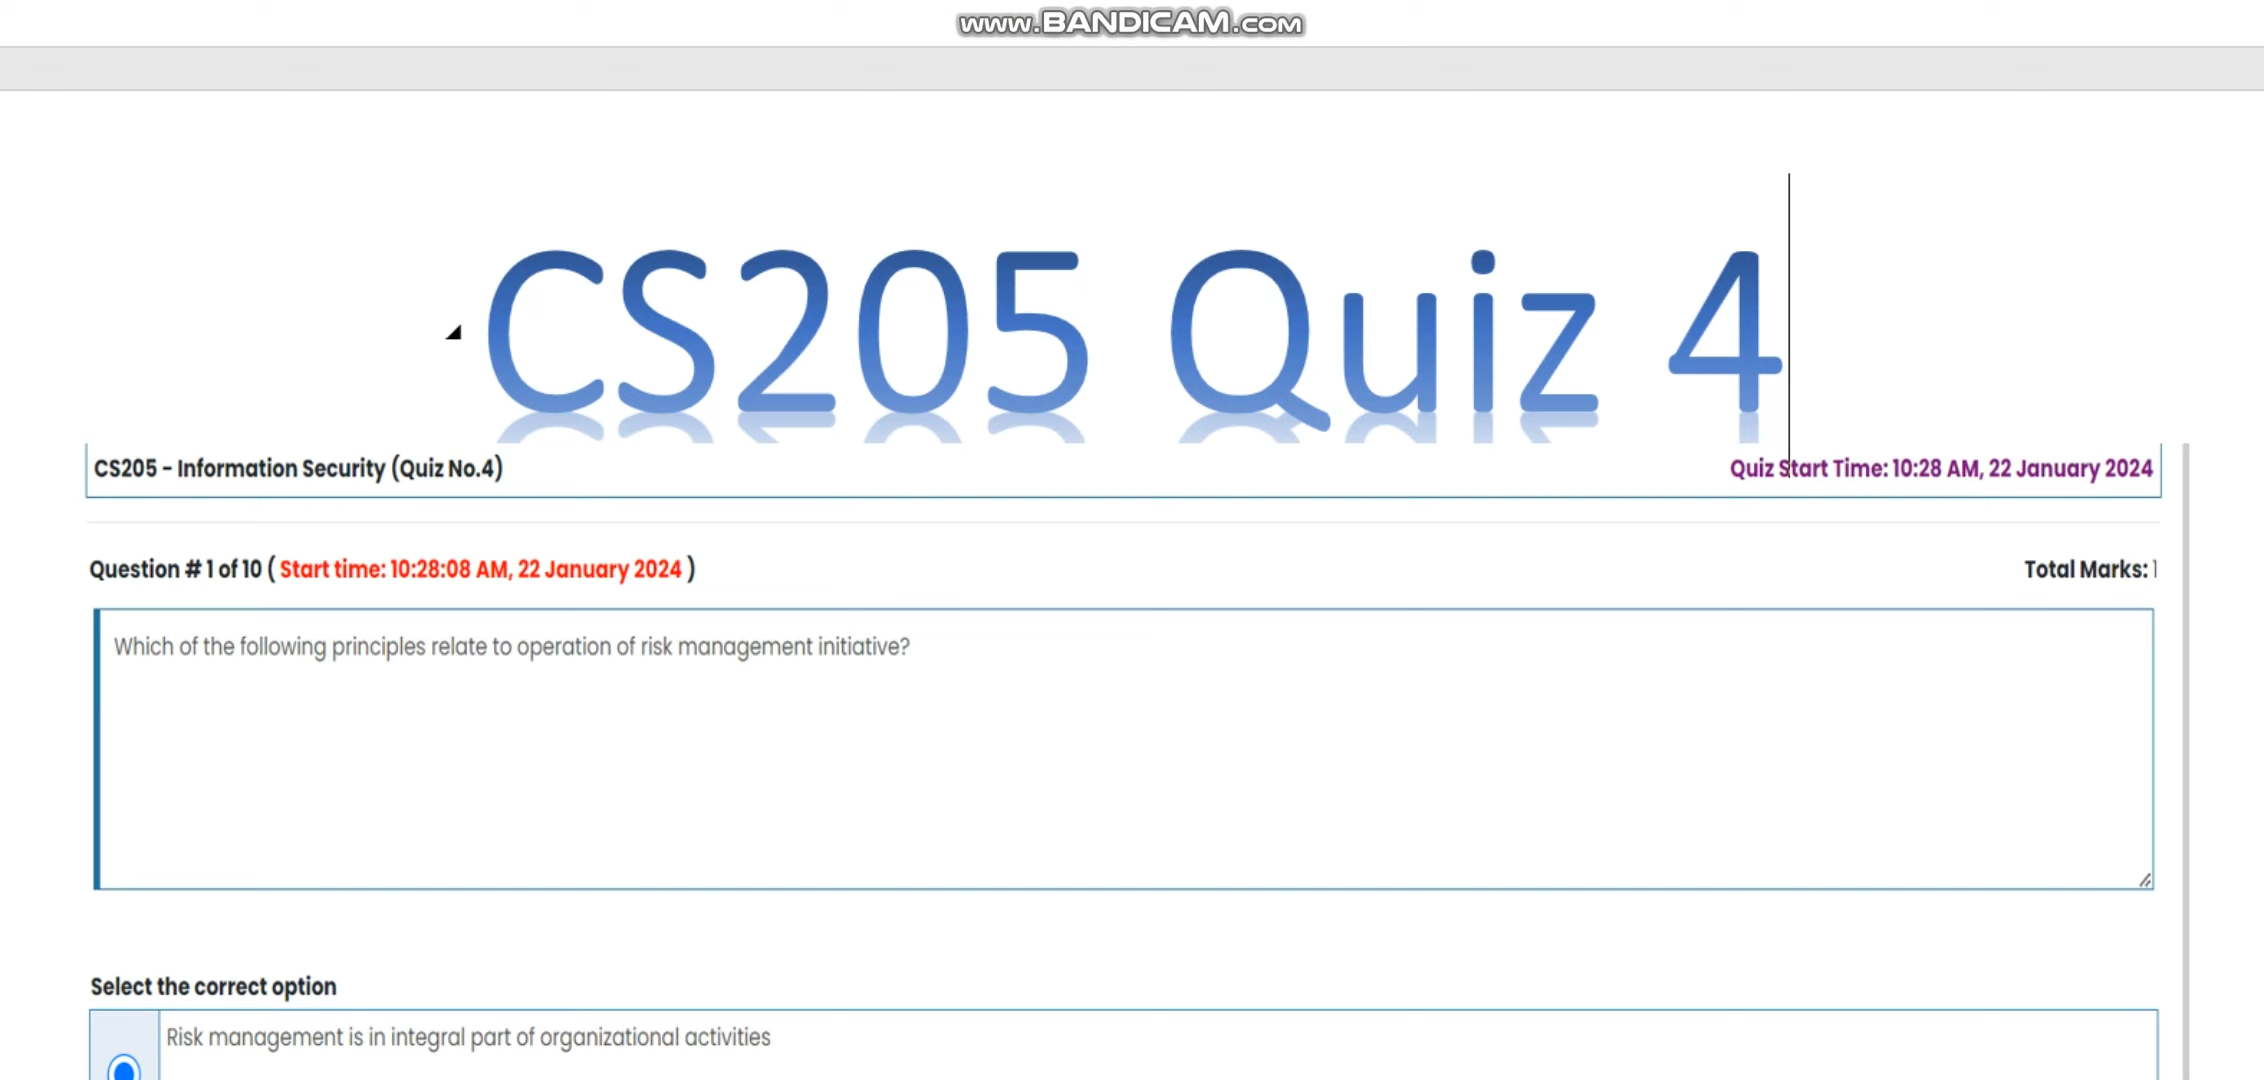 www.BANDICAM.com
CS205 Quiz 4
CS205 - Information Security (Quiz No.4)
Quiz Start Time: 10:28 AM, 22 January 2024
Question # 1 of 10 ( Start time: 10:28:08 AM, 22 January 2024 )
Total Marks: 1
Which of the following principles relate to operation of risk management initiative?
Select the correct option
Risk management is in integral part of organizational activities